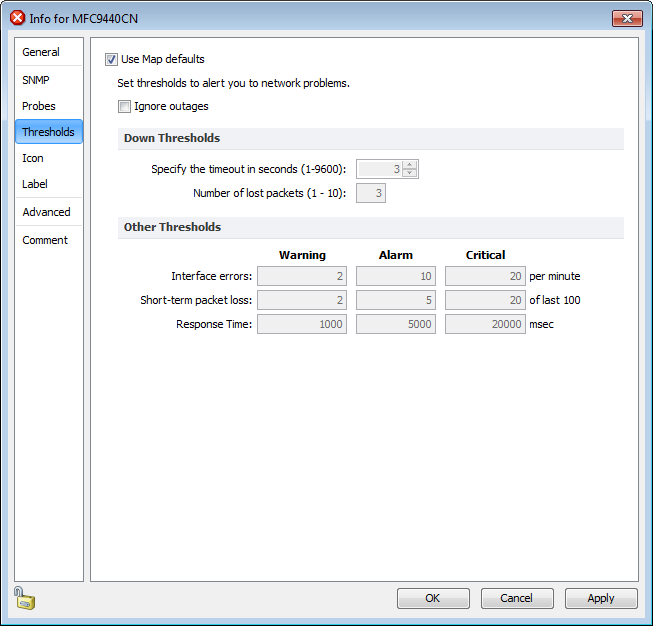 Info for MFC9440CN
General
SNMP
Probes
Thresholds
Icon
Label
Advanced
Comment
Use Map defaults
Set thresholds to alert you to network problems.
Ignore outages
Down Thresholds
Specify the timeout in seconds (1-9600): 3
Number of lost packets (1 - 10): 3
Other Thresholds
Warning Alarm Critical
Interface errors: 2 10 20 per minute
Short-term packet loss: 2 5 20 of last 100
Response Time: 1000 5000 20000 msec
OK Cancel Apply